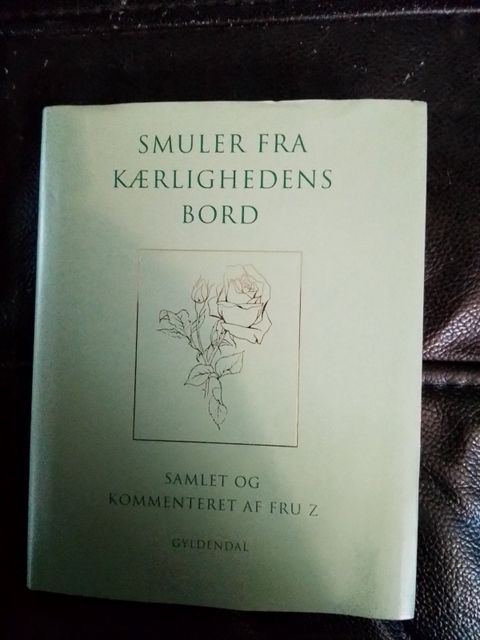 SMULER FRA
KÆRLIGHEDENS
BORD
SAMLET OG
KOMMENTERET AF FRU Z
GYLDENDAL